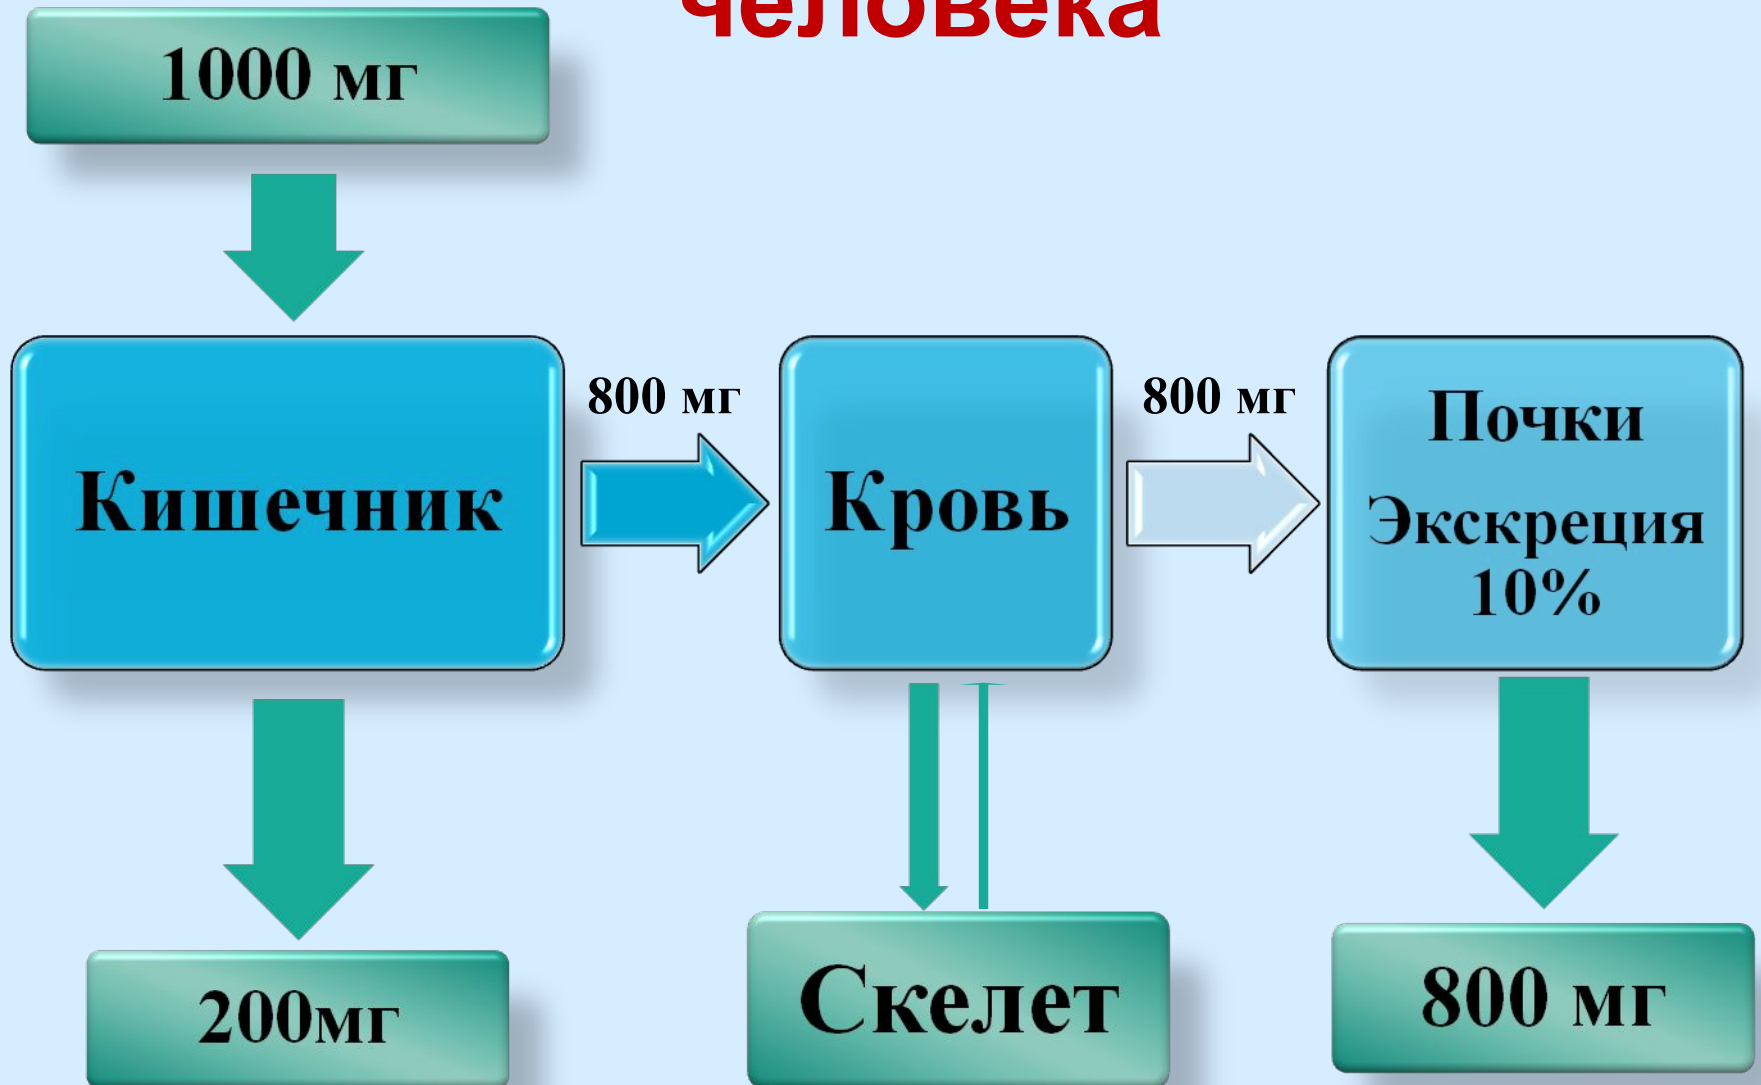 человека
1000 мг
Кишечник
800 мг
Кровь
800 мг
Почки
Экскреция
10%
200мг
Скелет
800 мг